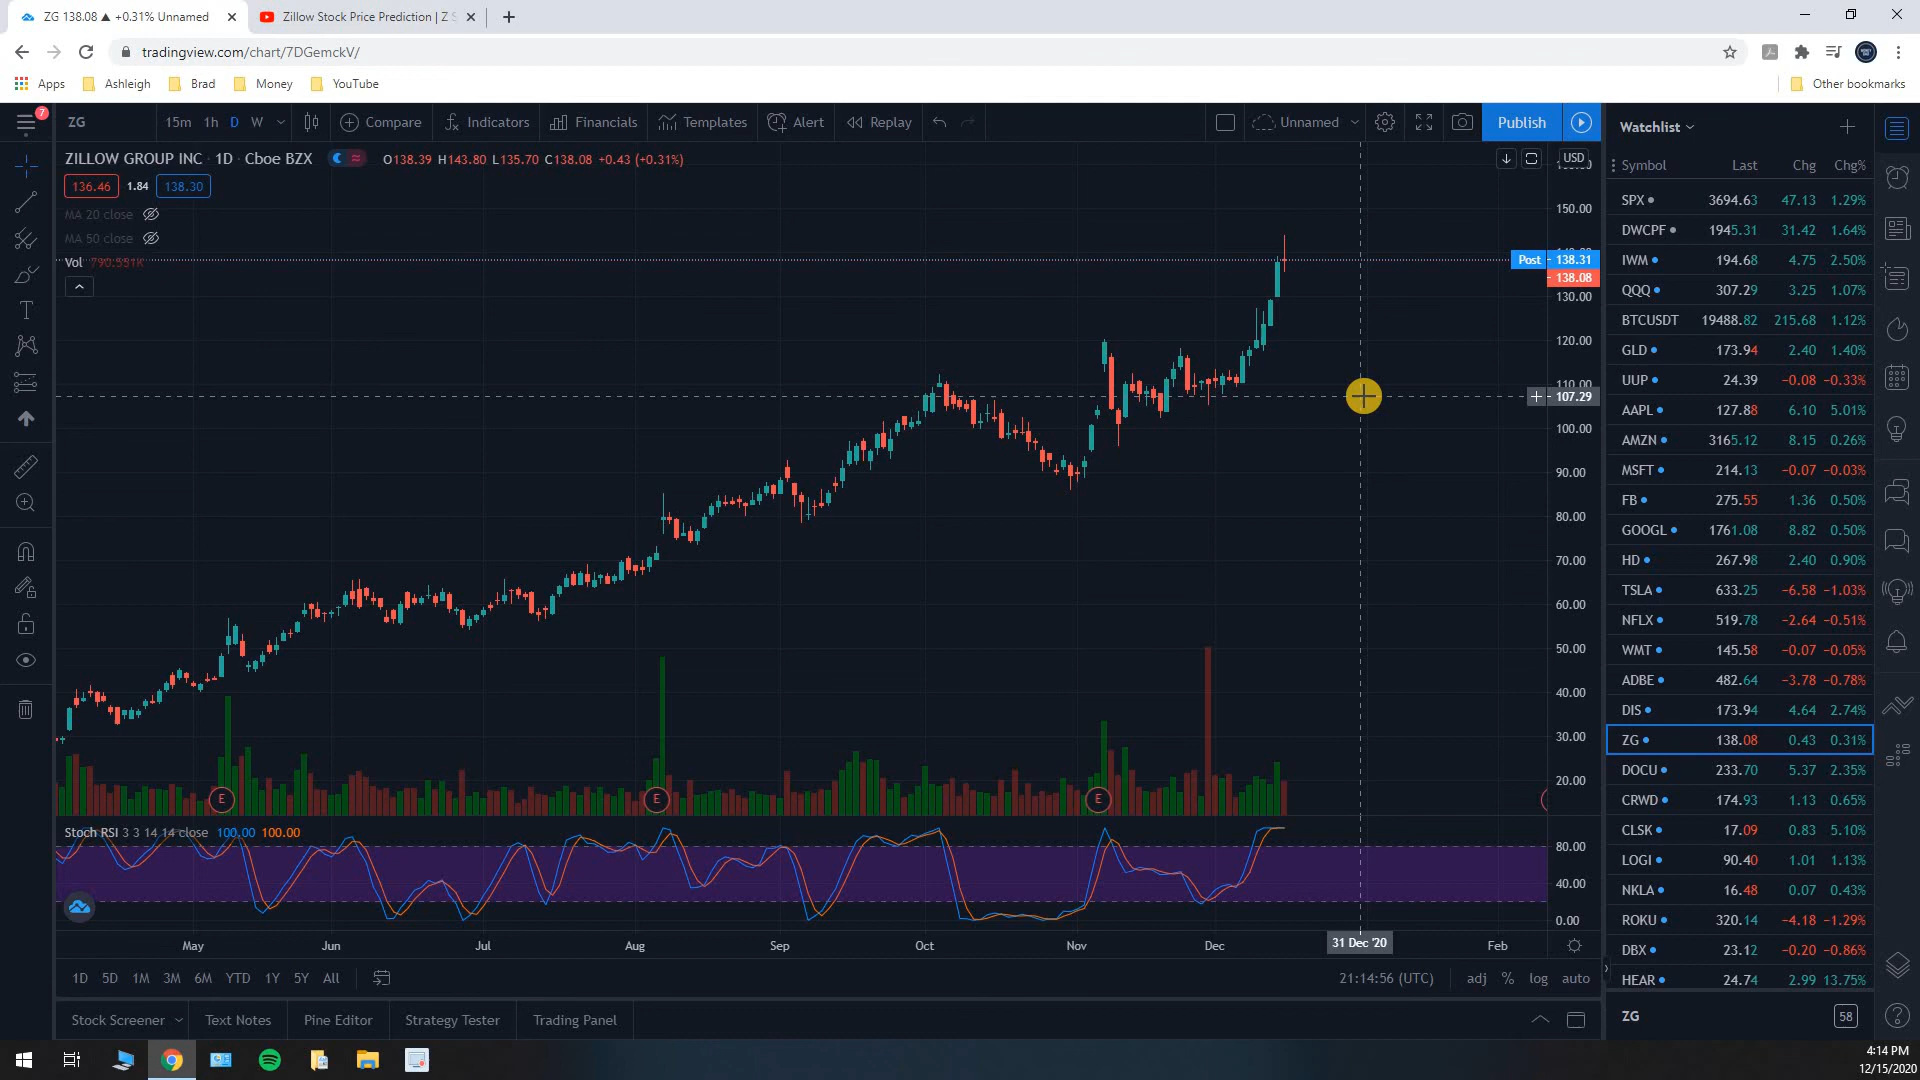 ZG 138.08 ▲ +0.31% Unnamed
Zillow Stock Price Prediction | Z S
tradingview.com/chart/7DGemckV/
Apps Ashleigh Brad Money YouTube Other bookmarks
7
ZG 15m 1h D W Compare Indicators Financials Templates Alert Replay Unnamed Publish
ZILLOW GROUP INC · 1D · Cboe BZX O138.39 H143.80 L135.70 C138.08 +0.43 (+0.31%)
136.46 1.84 138.30
MA 20 close
MA 50 close
Vol 790.551K
USD
150.00
Post 138.31
138.08
130.00
120.00
110.00
107.29
100.00
90.00
80.00
70.00
60.00
50.00
40.00
30.00
20.00
E E E
Stoch RSI 3 3 14 14 close 100.00 100.00
80.00
40.00
0.00
May Jun Jul Aug Sep Oct Nov Dec 31 Dec '20 Feb
1D 5D 1M 3M 6M YTD 1Y 5Y All 21:14:56 (UTC) adj % log auto
Stock Screener Text Notes Pine Editor Strategy Tester Trading Panel
Watchlist
Symbol Last Chg Chg%
SPX 3694.63 47.13 1.29%
DWCPF 1945.31 31.42 1.64%
IWM 194.68 4.75 2.50%
QQQ 307.29 3.25 1.07%
BTCUSDT 19488.82 215.68 1.12%
GLD 173.94 2.40 1.40%
UUP 24.39 −0.08 −0.33%
AAPL 127.88 6.10 5.01%
AMZN 3165.12 8.15 0.26%
MSFT 214.13 −0.07 −0.03%
FB 275.55 1.36 0.50%
GOOGL 1761.08 8.82 0.50%
HD 267.98 2.40 0.90%
TSLA 633.25 −6.58 −1.03%
NFLX 519.78 −2.64 −0.51%
WMT 145.58 −0.07 −0.05%
ADBE 482.64 −3.78 −0.78%
DIS 173.94 4.64 2.74%
ZG 138.08 0.43 0.31%
DOCU 233.70 5.37 2.35%
CRWD 174.93 1.13 0.65%
CLSK 17.09 0.83 5.10%
LOGI 90.40 1.01 1.13%
NKLA 16.48 0.07 0.43%
ROKU 320.14 −4.18 −1.29%
DBX 23.12 −0.20 −0.86%
HEAR 24.74 2.99 13.75%
ZG 58
4:14 PM
12/15/2020